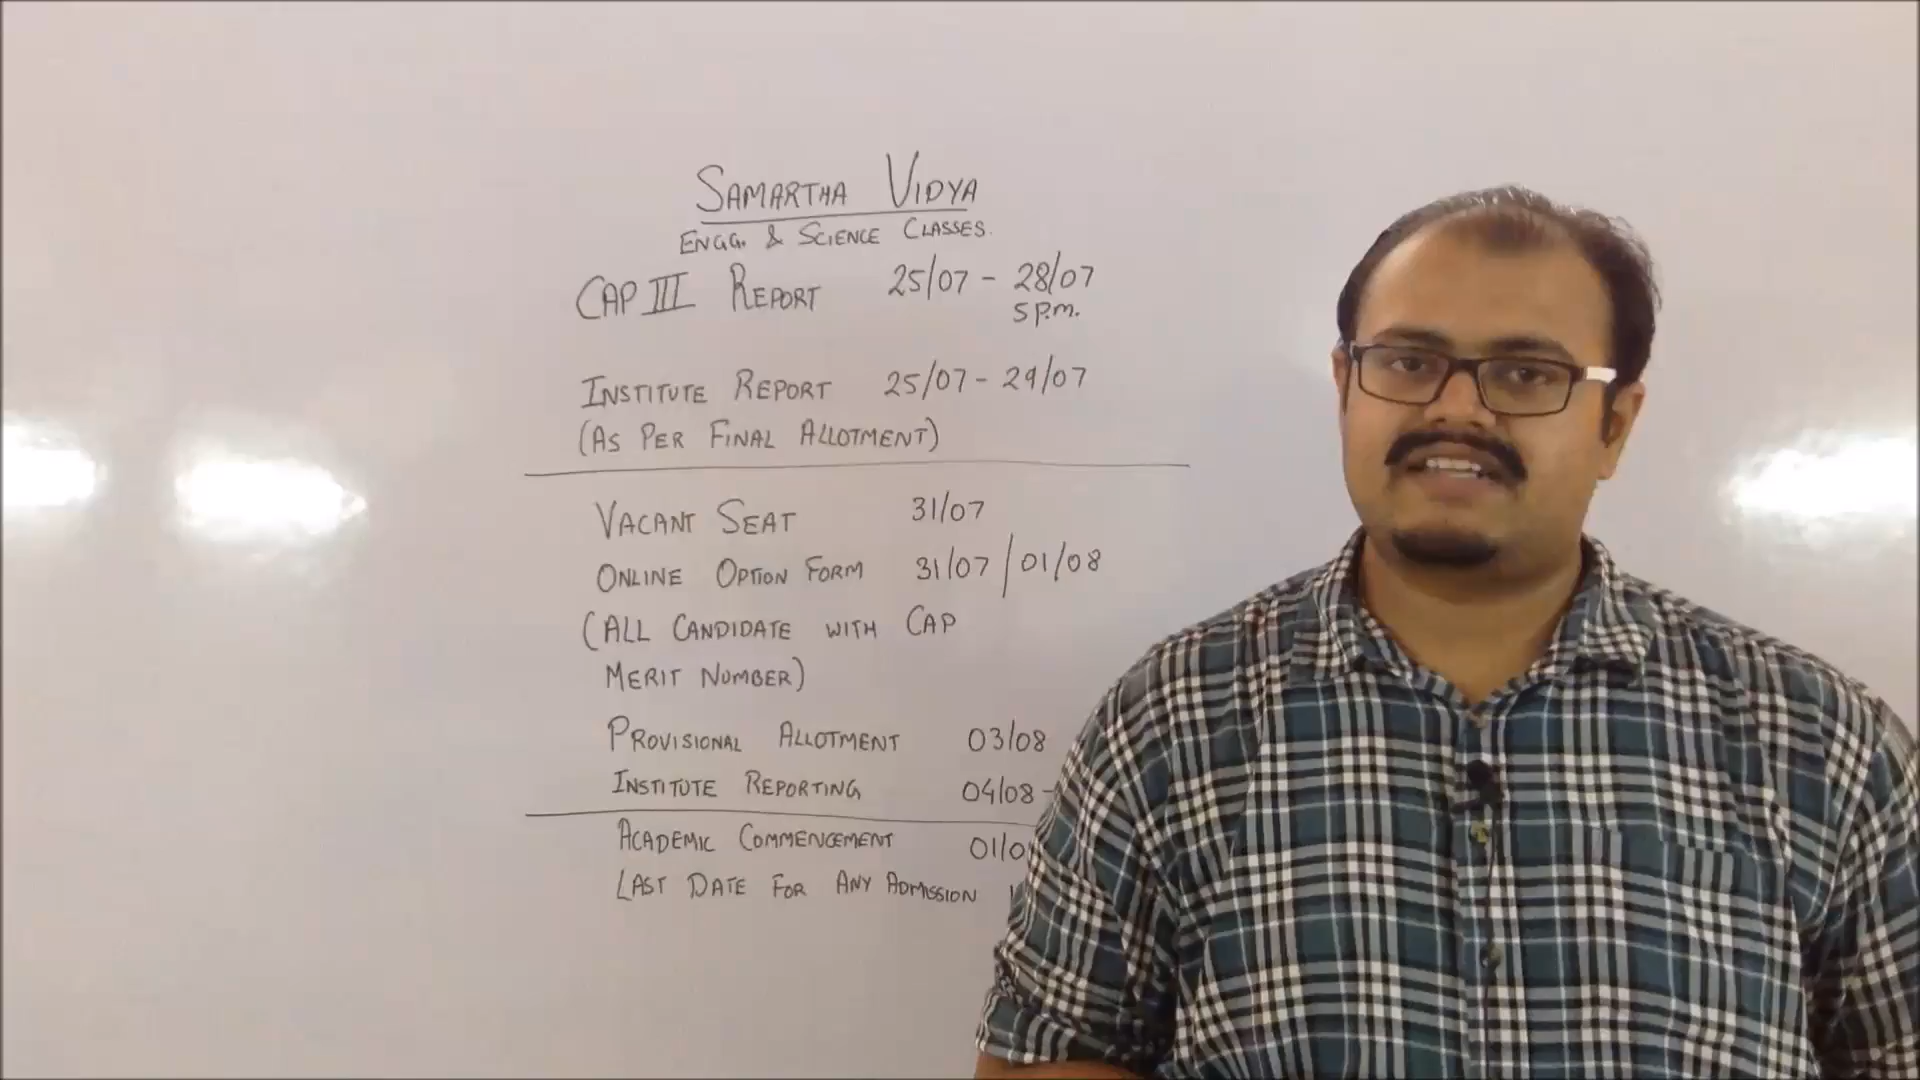 SAMARTHA VIDYA
ENGG. & SCIENCE CLASSES.
CAP III REPORT 25/07 - 28/07
5 p.m.
INSTITUTE REPORT 25/07 - 29/07
(AS PER FINAL ALLOTMENT)
VACANT SEAT 31/07
ONLINE OPTION FORM 31/07 / 01/08
(ALL CANDIDATE WITH CAP
MERIT NUMBER)
PROVISIONAL ALLOTMENT 03/08
INSTITUTE REPORTING 04/08 -
ACADEMIC COMMENCEMENT 01/0
LAST DATE FOR ANY ADMISSION